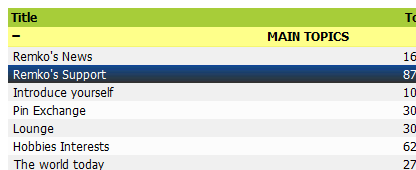 Title To
− MAIN TOPICS
Remko's News 16
Remko's Support 87
Introduce yourself 10
Pin Exchange 30
Lounge 30
Hobbies Interests 62
The world today 27